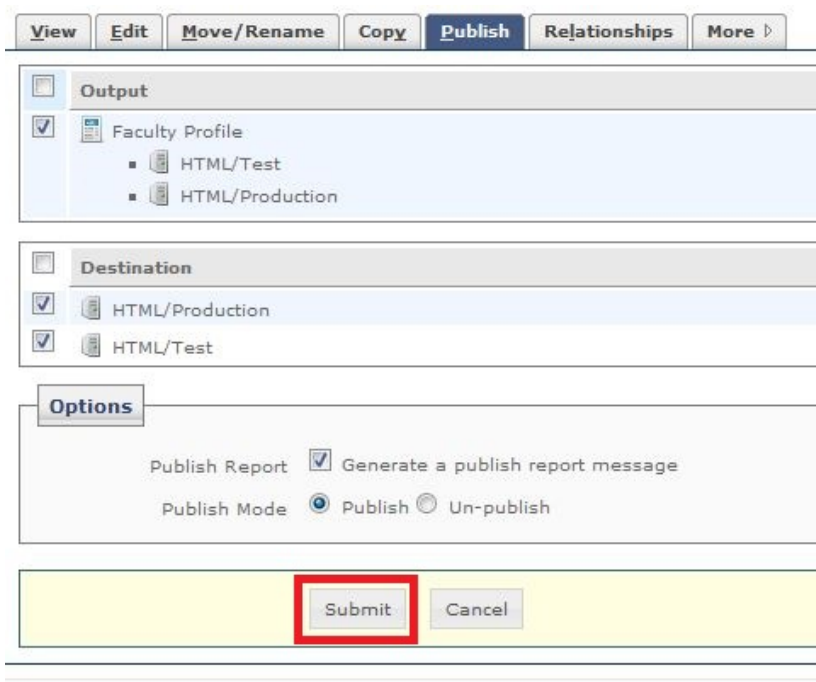 View Edit Move/Rename Copy Publish Relationships More
Output
Faculty Profile
HTML/Test
HTML/Production
Destination
HTML/Production
HTML/Test
Options
Publish Report Generate a publish report message
Publish Mode Publish Un-publish
Submit Cancel